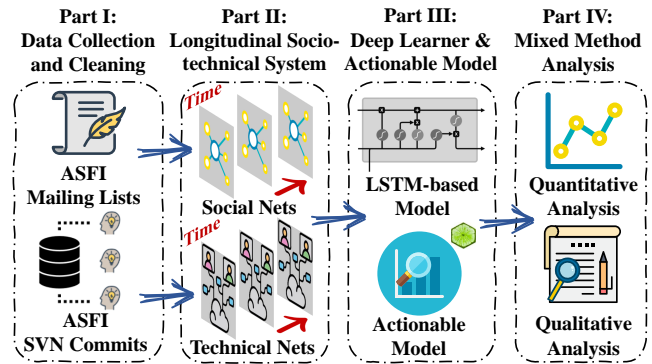 Part I:
Data Collection
and Cleaning
Part II:
Longitudinal Socio-
technical System
Part III:
Deep Learner &
Actionable Model
Part IV:
Mixed Method
Analysis
ASFI
Mailing Lists
ASFI
SVN Commits
Time
Social Nets
Time
Technical Nets
LSTM-based
Model
Actionable
Model
Quantitative
Analysis
Qualitative
Analysis